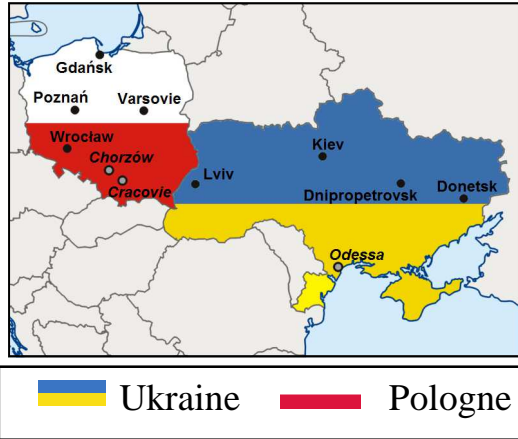 Gdańsk
Poznań Varsovie
Wrocław
Chorzów
Cracovie
Kiev
Lviv
Dnipropetrovsk
Donetsk
Odessa
Ukraine Pologne